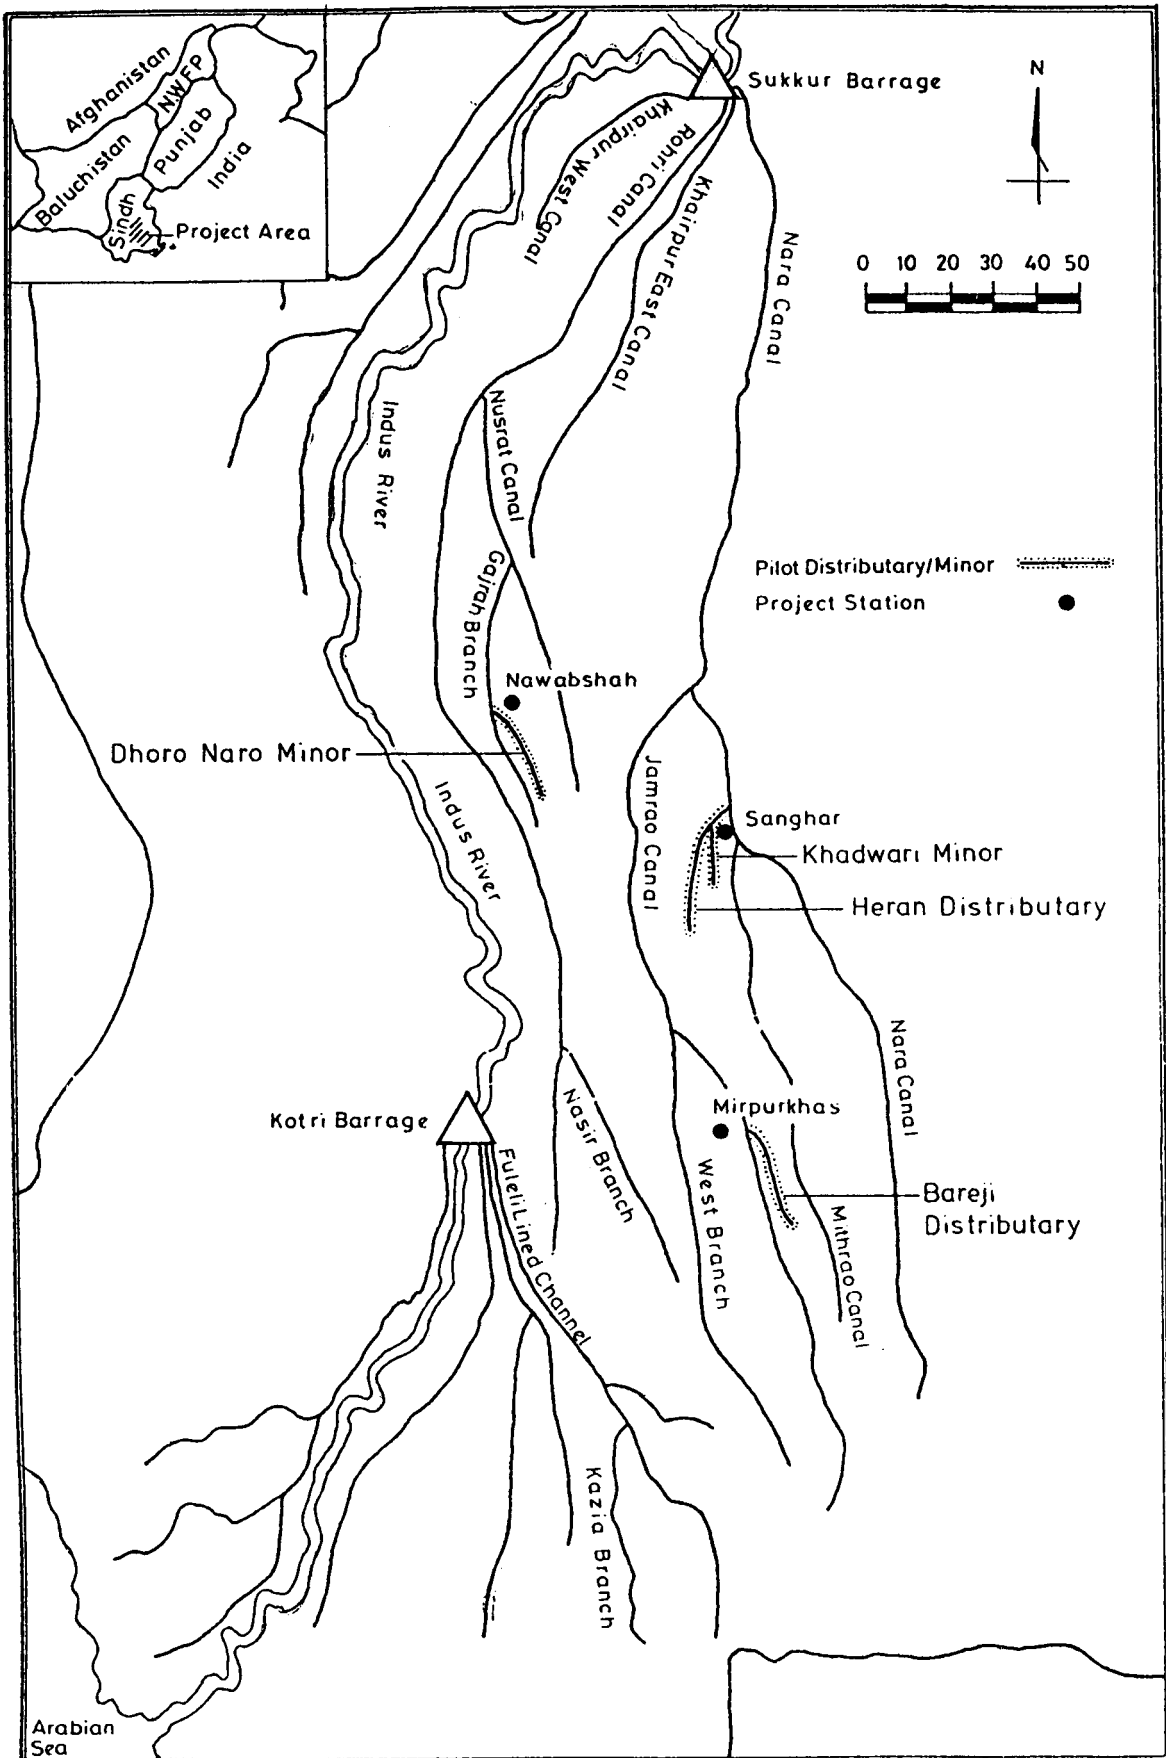 Afghanistan
N.W.F.P
Punjab
Baluchistan
India
Sindh
Project Area
Sukkur Barrage
N
Khairpur West Canal
Rohri Canal
Khairpur East Canal
Nara Canal
0 10 20 30 40 50
Indus River
Nusrat Canal
Pilot Distributary/Minor
Project Station
Gajrah Branch
Nawabshah
Dhoro Naro Minor
Indus River
Jamrao Canal
Sanghar
Khadwari Minor
Heran Distributary
Nara Canal
Kotri Barrage
Nasir Branch
Mirpurkhas
Fuleli Lined Channel
West Branch
Bareji
Distributary
Mithrao Canal
Kazia Branch
Arabian
Sea